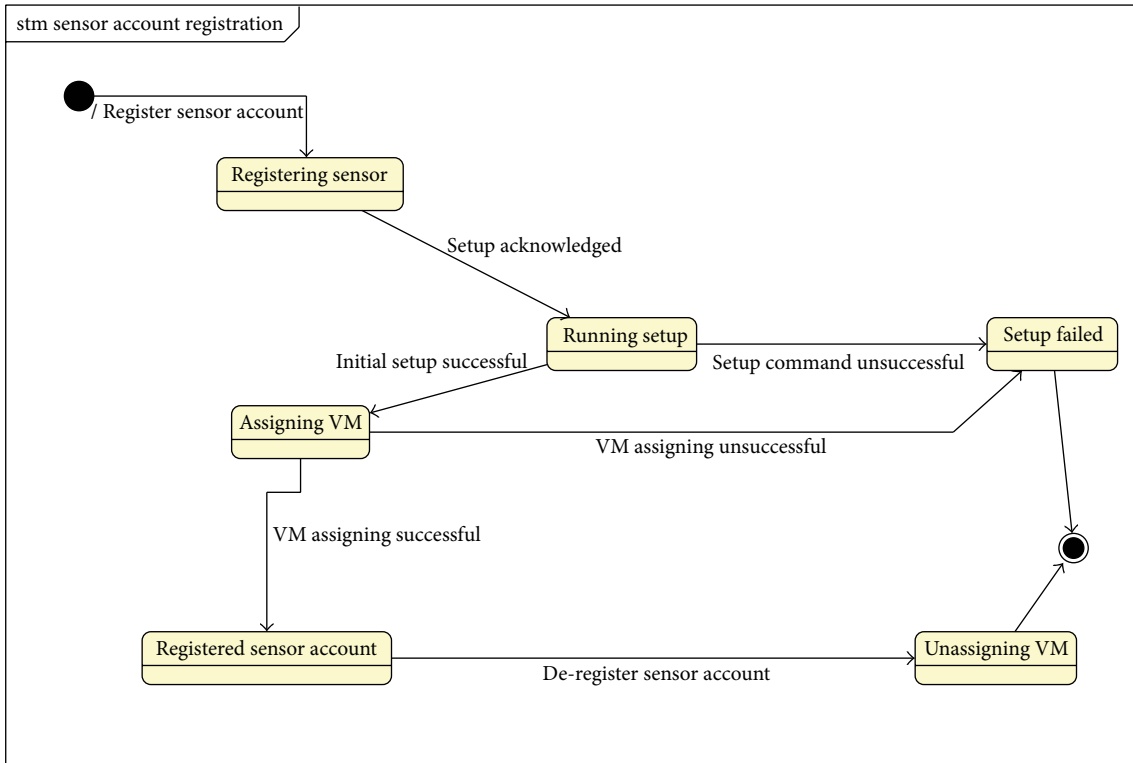 stm sensor account registration
/ Register sensor account
Registering sensor
Setup acknowledged
Running setup
Setup failed
Initial setup successful
Setup command unsuccessful
Assigning VM
VM assigning unsuccessful
VM assigning successful
Registered sensor account
Unassigning VM
De-register sensor account